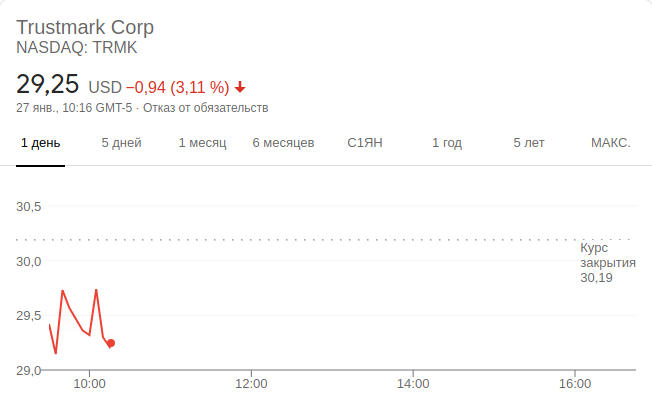 Trustmark Corp
NASDAQ: TRMK
29,25 USD −0,94 (3,11 %)
27 янв., 10:16 GMT-5 · Отказ от обязательств
1 день 5 дней 1 месяц 6 месяцев С1ЯН 1 год 5 лет МАКС.
30,5
Курс
закрытия
30,19
30,0
29,5
29,0
10:00 12:00 14:00 16:00